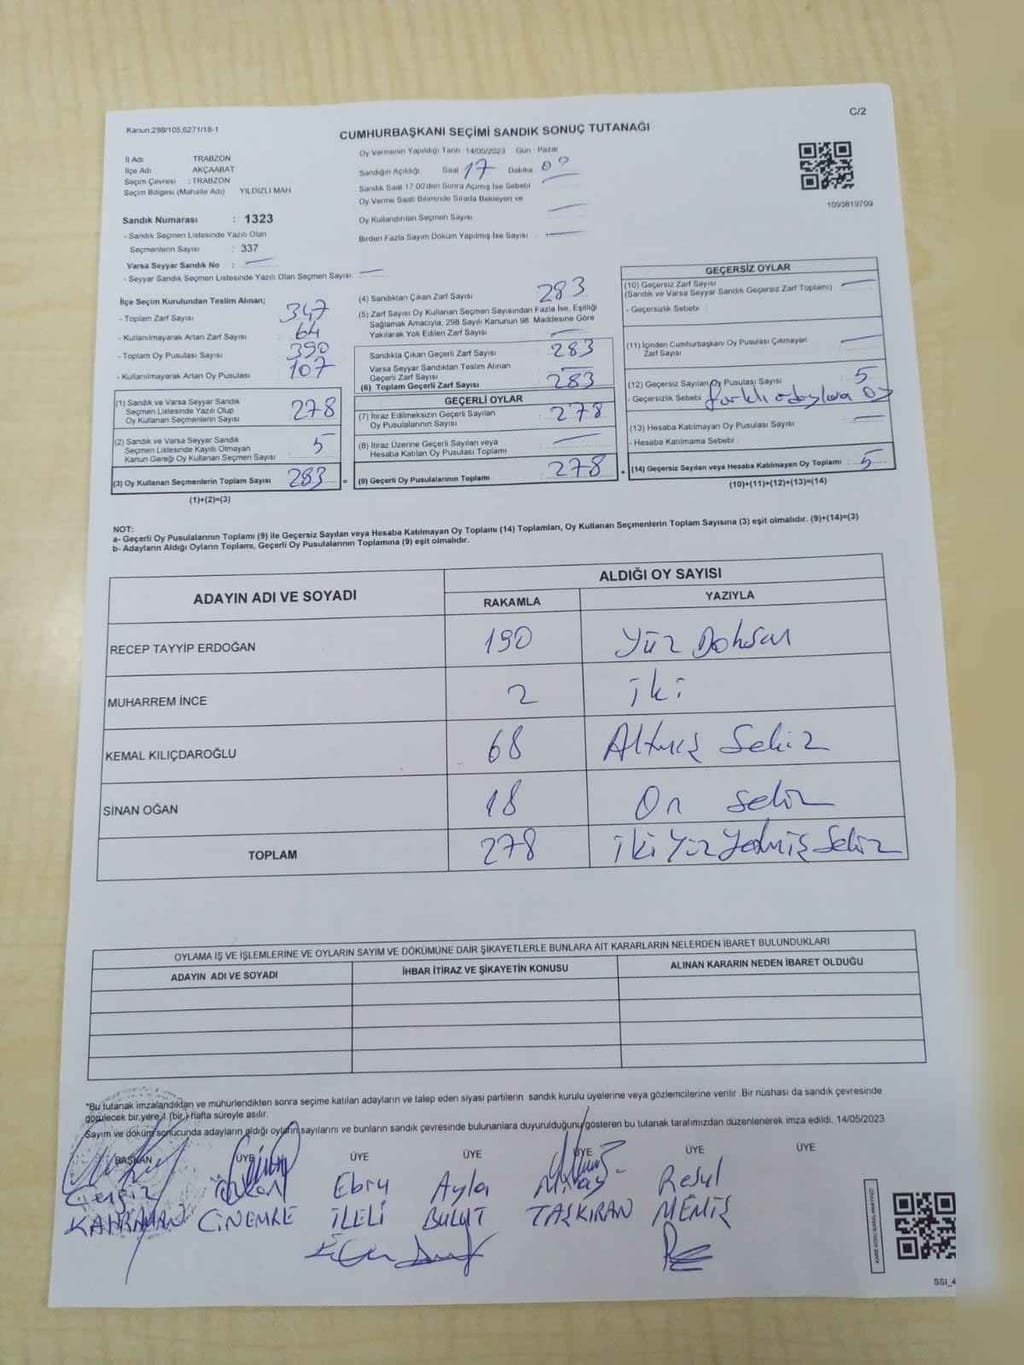 C/2
Kanun:298/105,6271/18-1
CUMHURBAŞKANI SEÇİMİ SANDIK SONUÇ TUTANAĞI
İl Adı TRABZON
İlçe Adı AKÇAABAT
Seçim Çevresi : TRABZON
Seçim Bölgesi (Mahalle Adı) YILDIZLI MAH
Sandık Numarası : 1323
- Sandık Seçmen Listesinde Yazılı Olan
Seçmenlerin Sayısı : 337
Varsa Seyyar Sandık No :
- Seyyar Sandık Seçmen Listesinde Yazılı Olan Seçmen Sayısı:
Oy Vermenin Yapıldığı Tarih :14/05/2023 Gün : Pazar
Sandığın Açıldığı Saat 17 Dakika 00
Sandık Saat 17.00'den Sonra Açılmış İse Sebebi
Oy Verme Saati Bitiminde Sırada Bekleyen ve
Oy Kullandırılan Seçmen Sayısı
Birden Fazla Sayım Döküm Yapılmış İse Sayısı
1093819709
İlçe Seçim Kurulundan Teslim Alınan;
- Toplam Zarf Sayısı 347
- Kullanılmayarak Artan Zarf Sayısı 64
- Toplam Oy Pusulası Sayısı 390
- Kullanılmayarak Artan Oy Pusulası 107
(1) Sandık ve Varsa Seyyar Sandık
Seçmen Listesinde Yazılı Olup
Oy Kullanan Seçmenlerin Sayısı 278
(2) Sandık ve Varsa Seyyar Sandık
Seçmen Listesinde Kayıtlı Olmayan
Kanun Gereği Oy Kullanan Seçmen Sayısı 5
(3) Oy Kullanan Seçmenlerin Toplam Sayısı 283 =
(1)+(2)=(3)
(4) Sandıktan Çıkan Zarf Sayısı 283
(5) Zarf Sayısı Oy Kullanan Seçmen Sayısından Fazla İse, Eşitliği
Sağlamak Amacıyla, 298 Sayılı Kanunun 98. Maddesine Göre
Yakılarak Yok Edilen Zarf Sayısı
Sandıkta Çıkan Geçerli Zarf Sayısı 283
Varsa Seyyar Sandıktan Teslim Alınan
Geçerli Zarf Sayısı
(6) Toplam Geçerli Zarf Sayısı 283
GEÇERLİ OYLAR
(7) İtiraz Edilmeksizin Geçerli Sayılan
Oy Pusulalarının Sayısı 278
(8) İtiraz Üzerine Geçerli Sayılan veya
Hesaba Katılan Oy Pusulası Toplamı
(9) Geçerli Oy Pusulalarının Toplamı 278 +
GEÇERSİZ OYLAR
(10) Geçersiz Zarf Sayısı
(Sandık ve Varsa Seyyar Sandık Geçersiz Zarf Toplamı)
- Geçersizlik Sebebi
(11) İçinden Cumhurbaşkanı Oy Pusulası Çıkmayan
Zarf Sayısı
(12) Geçersiz Sayılan Oy Pusulası Sayısı 5
- Geçersizlik Sebebi farklı adaylara oy
(13) Hesaba Katılmayan Oy Pusulası Sayısı
- Hesaba Katılmama Sebebi
(14) Geçersiz Sayılan veya Hesaba Katılmayan Oy Toplamı 5
(10)+(11)+(12)+(13)=(14)
NOT:
a- Geçerli Oy Pusulalarının Toplamı (9) ile Geçersiz Sayılan veya Hesaba Katılmayan Oy Toplamı (14) Toplamları, Oy Kullanan Seçmenlerin Toplam Sayısına (3) eşit olmalıdır. (9)+(14)=(3)
b- Adayların Aldığı Oyların Toplamı, Geçerli Oy Pusulalarının Toplamına (9) eşit olmalıdır.
ADAYIN ADI VE SOYADI ALDIĞI OY SAYISI
RAKAMLA YAZIYLA
RECEP TAYYİP ERDOĞAN 190 Yüz Doksan
MUHARREM İNCE 2 iki
KEMAL KILIÇDAROĞLU 68 Altmış Sekiz
SİNAN OĞAN 18 On Sekiz
TOPLAM 278 iki Yüz Yetmiş Sekiz
OYLAMA İŞ VE İŞLEMLERİNE VE OYLARIN SAYIM VE DÖKÜMÜNE DAİR ŞİKAYETLERLE BUNLARA AİT KARARLARIN NELERDEN İBARET BULUNDUKLARI
ADAYIN ADI VE SOYADI İHBAR İTİRAZ VE ŞİKAYETİN KONUSU ALINAN KARARIN NEDEN İBARET OLDUĞU
"Bu tutanak imzalandıktan ve mühürlendikten sonra seçime katılan adayların ve talep eden siyasi partilerin sandık kurulu üyelerine veya gözlemcilerine verilir. Bir nüshası da sandık çevresinde
görülecek bir yere 1 (bir) hafta süreyle asılır.
Sayım ve döküm sonucunda adayların aldığı oyların sayılarını ve bunların sandık çevresinde bulunanlara duyurulduğunu gösteren bu tutanak tarafımızdan düzenlenerek imza edildi. 14/05/2023
BAŞKAN ÜYE ÜYE ÜYE ÜYE ÜYE ÜYE
Cengiz Ebru Ayla Miray Resul
KAHRAMAN CİNEMRE İLELİ BULUT TAŞKIRAN MEMİŞ
SSI_4